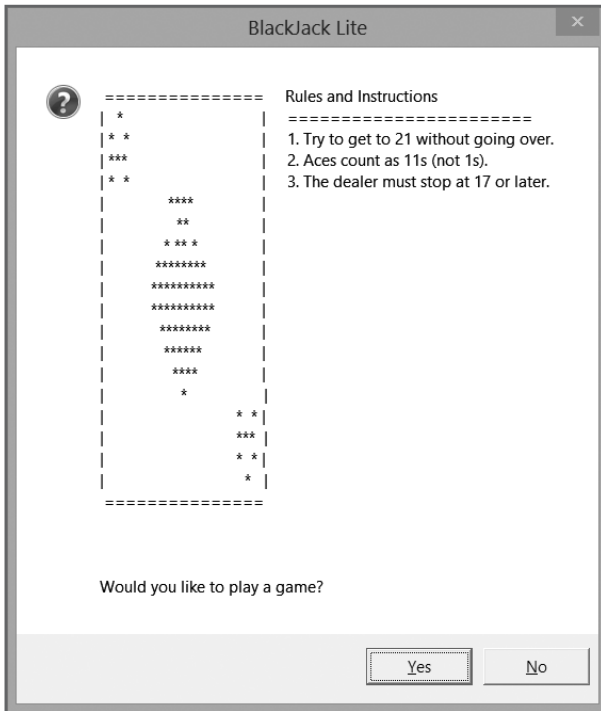 BlackJack Lite
===============   Rules and Instructions
|  *                |   =======================
| * *               |   1. Try to get to 21 without going over.
| ***               |   2. Aces count as 11s (not 1s).
| * *               |   3. The dealer must stop at 17 or later.
|        ****       |
|         **        |
|       * ** *      |
|      ********     |
|     **********    |
|     **********    |
|      ********     |
|       ******      |
|        ****       |
|         *         |
|               * * |
|               *** |
|               * * |
|                *  |
===============
Would you like to play a game?
Yes   No